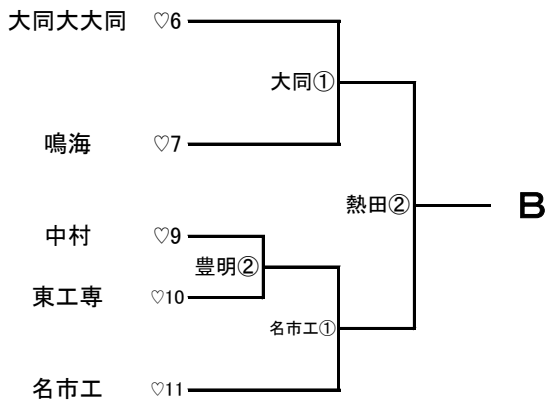 大同大大同 ♡6
大同①
鳴海 ♡7
熱田② B
中村 ♡9
豊明②
東工専 ♡10
名市工①
名市工 ♡11